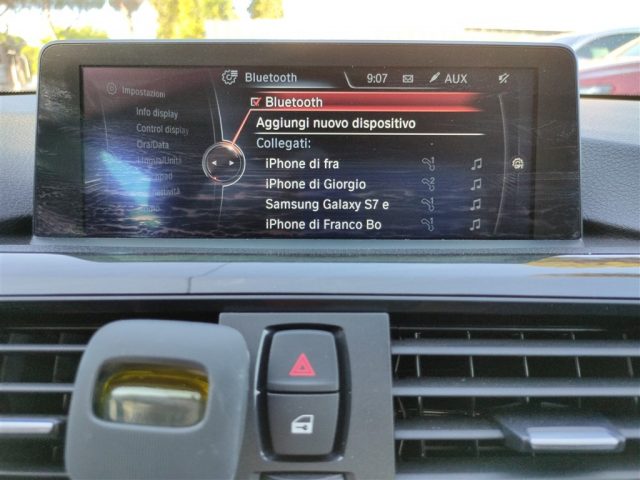 Bluetooth 9:07 AUX
Impostazioni
Info display
Control display
Ora/Data
Bluetooth
Aggiungi nuovo dispositivo
Collegati:
iPhone di fra
iPhone di Giorgio
Samsung Galaxy S7 e
iPhone di Franco Bo